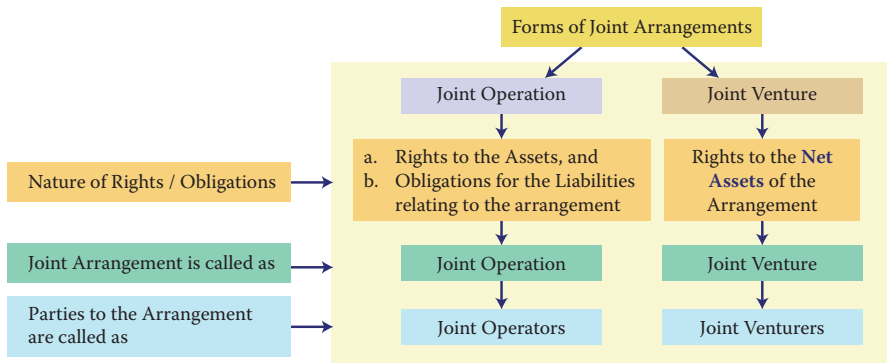 Forms of Joint Arrangements
Joint Operation
Joint Venture
Nature of Rights / Obligations
a. Rights to the Assets, and
b. Obligations for the Liabilities
relating to the arrangement
Rights to the Net
Assets of the
Arrangement
Joint Arrangement is called as
Joint Operation
Joint Venture
Parties to the Arrangement
are called as
Joint Operators
Joint Venturers